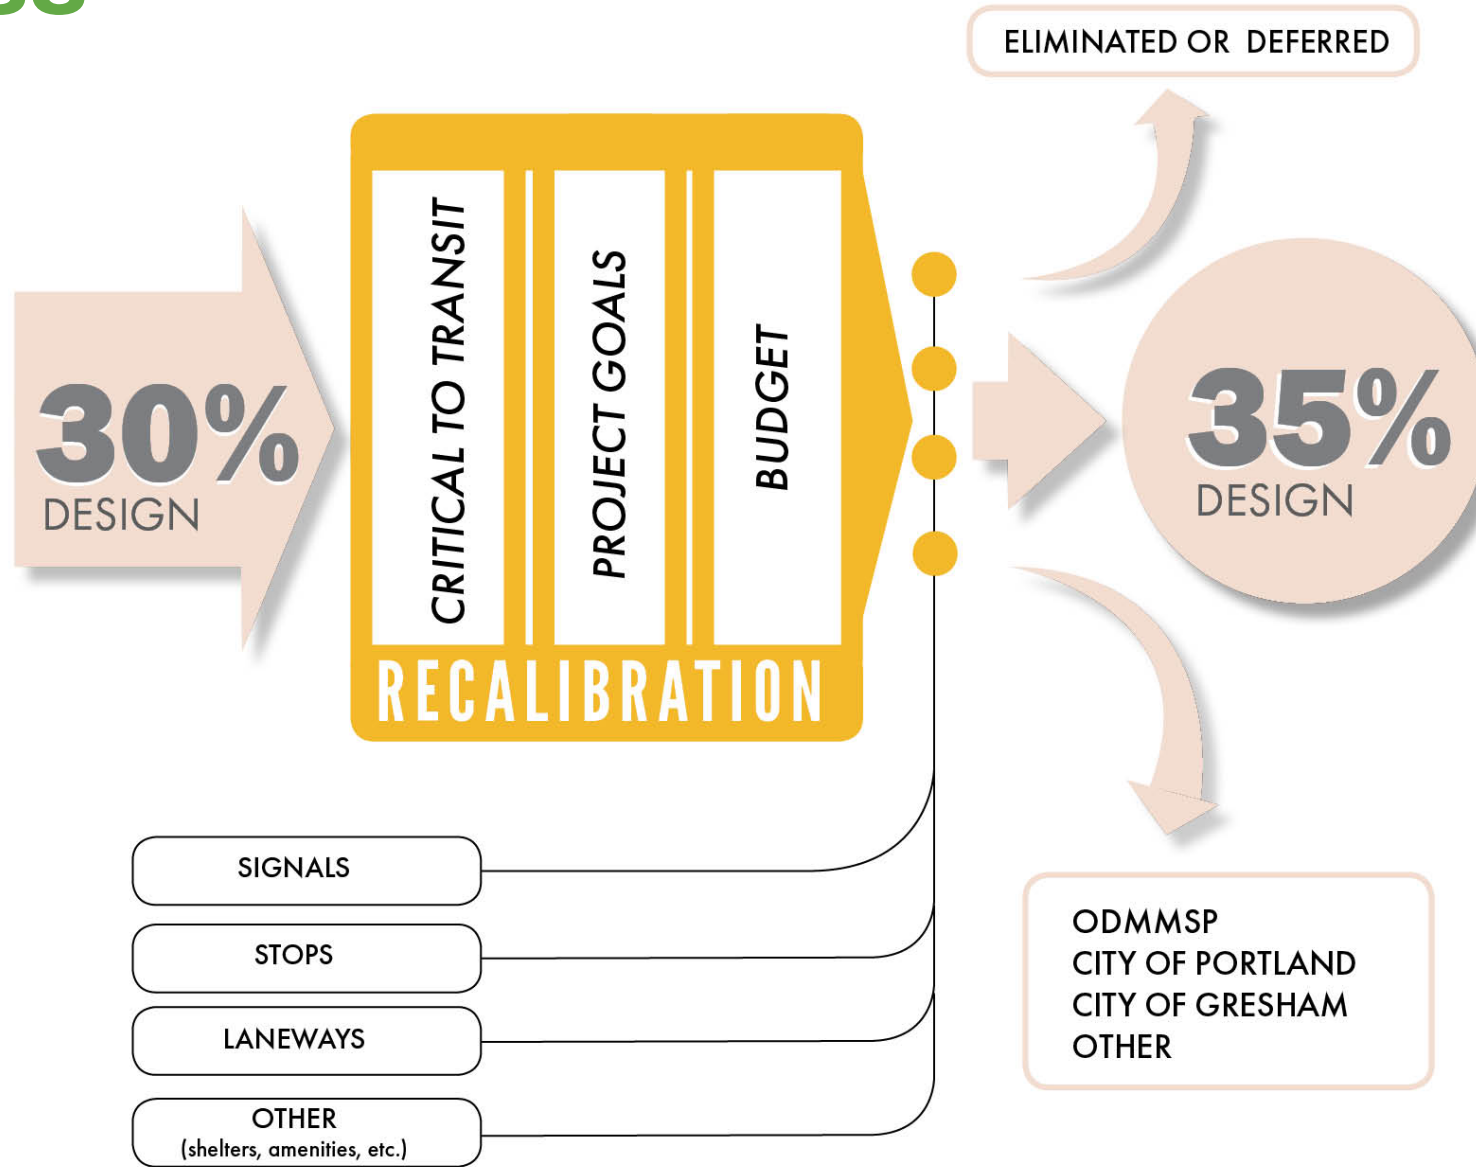 ELIMINATED OR DEFERRED
30%
DESIGN
CRITICAL TO TRANSIT
PROJECT GOALS
BUDGET
RECALIBRATION
35%
DESIGN
SIGNALS
STOPS
LANEWAYS
OTHER
(shelters, amenities, etc.)
ODMMSP
CITY OF PORTLAND
CITY OF GRESHAM
OTHER